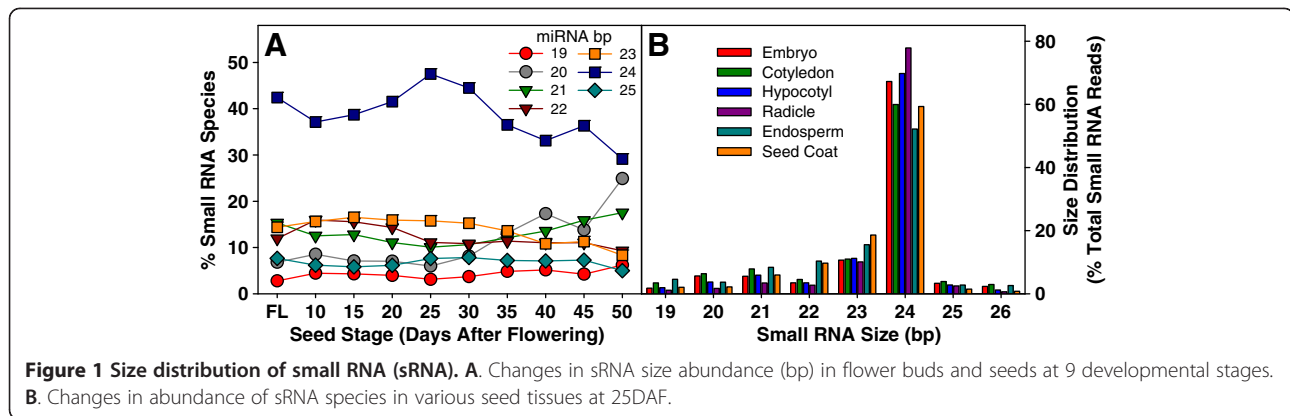 A
miRNA bp
19
20
21
22
23
24
25
% Small RNA Species
50
40
30
20
10
0
FL 10 15 20 25 30 35 40 45 50
Seed Stage (Days After Flowering)
B
Embryo
Cotyledon
Hypocotyl
Radicle
Endosperm
Seed Coat
80
60
40
20
0
Size Distribution
(% Total Small RNA Reads)
19 20 21 22 23 24 25 26
Small RNA Size (bp)
Figure 1 Size distribution of small RNA (sRNA). A. Changes in sRNA size abundance (bp) in flower buds and seeds at 9 developmental stages.
B. Changes in abundance of sRNA species in various seed tissues at 25DAF.